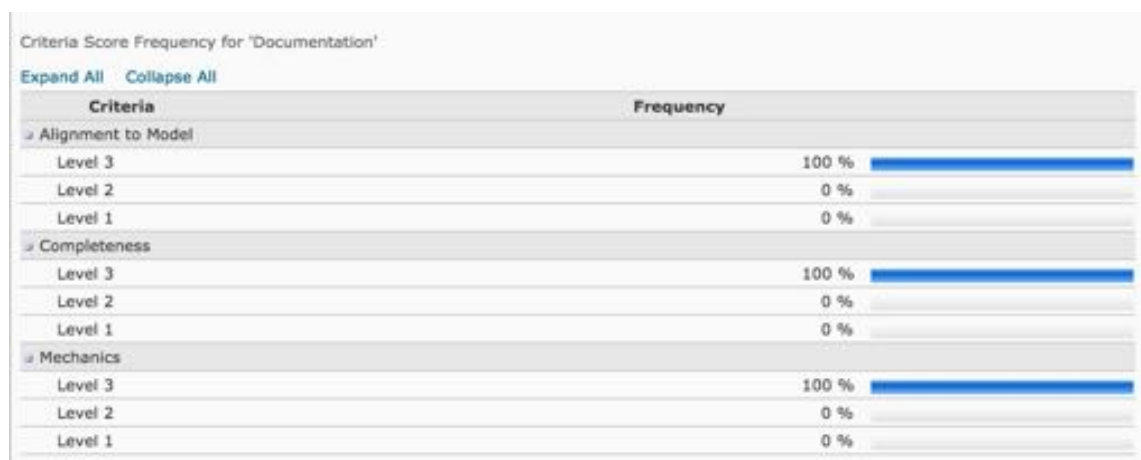 Criteria Score Frequency for 'Documentation'
Expand All Collapse All
Criteria Frequency
Alignment to Model
Level 3 100 %
Level 2 0 %
Level 1 0 %
Completeness
Level 3 100 %
Level 2 0 %
Level 1 0 %
Mechanics
Level 3 100 %
Level 2 0 %
Level 1 0 %